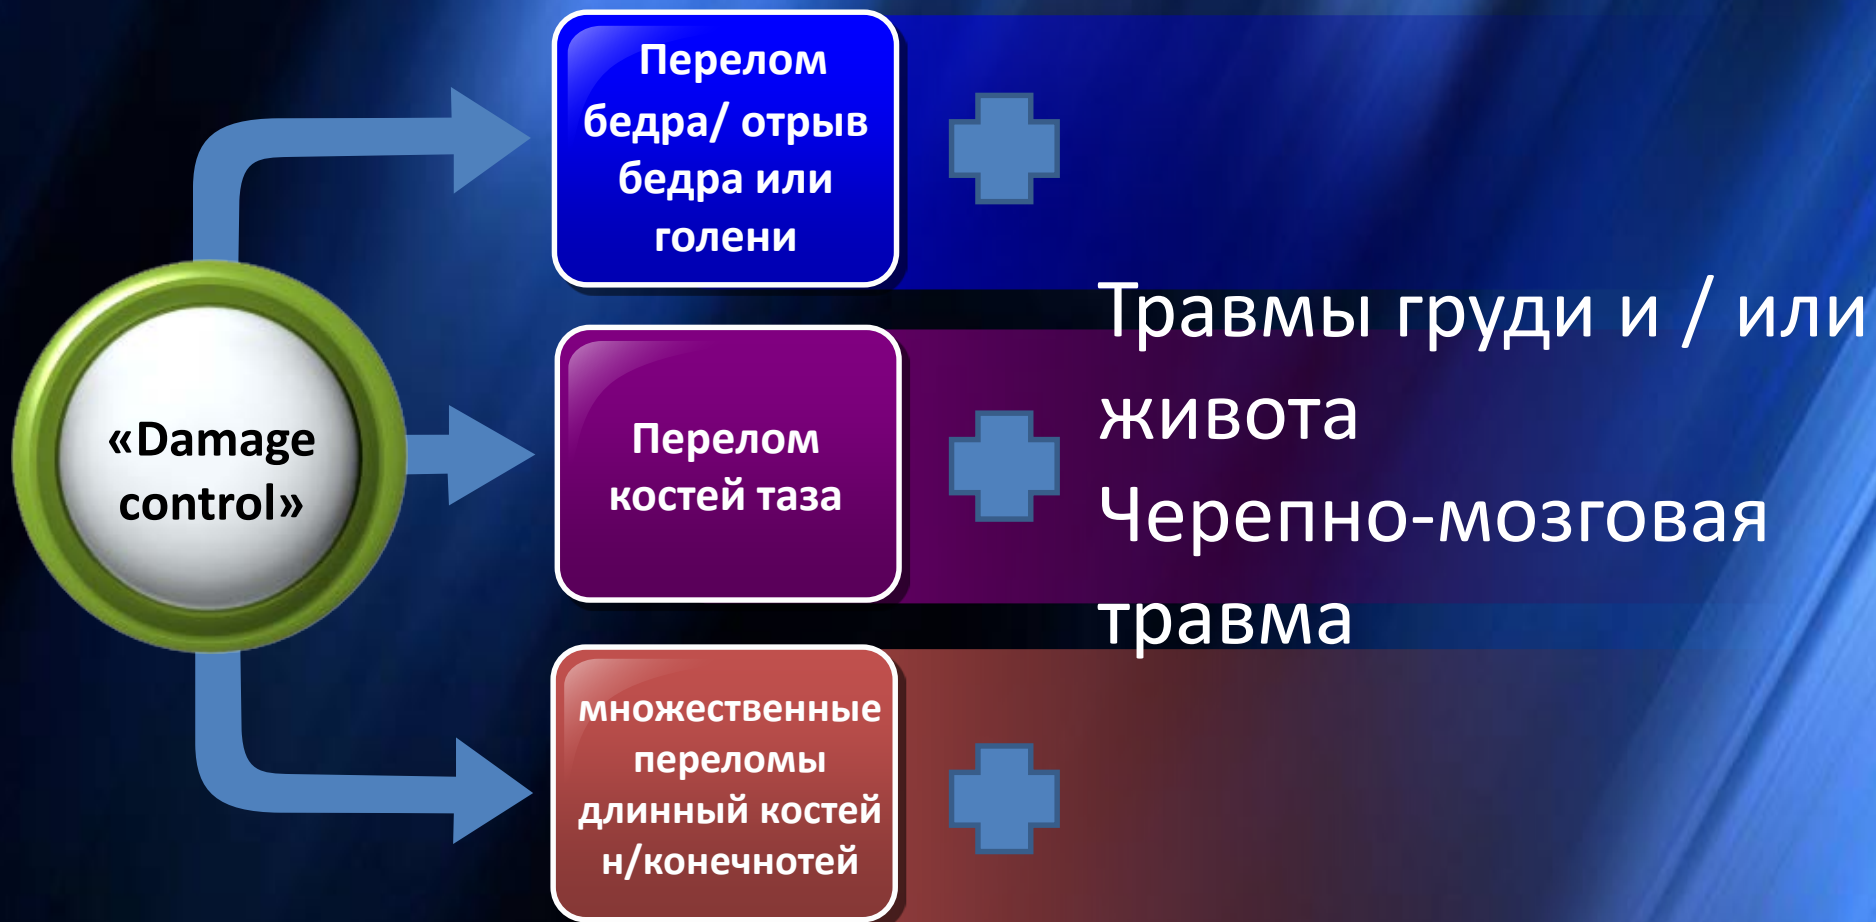 «Damage
control»
Перелом
бедра/ отрыв
бедра или
голени
Перелом
костей таза
множественные
переломы
длинный костей
н/конечнотей
Травмы груди и / или
живота
Черепно-мозговая
травма